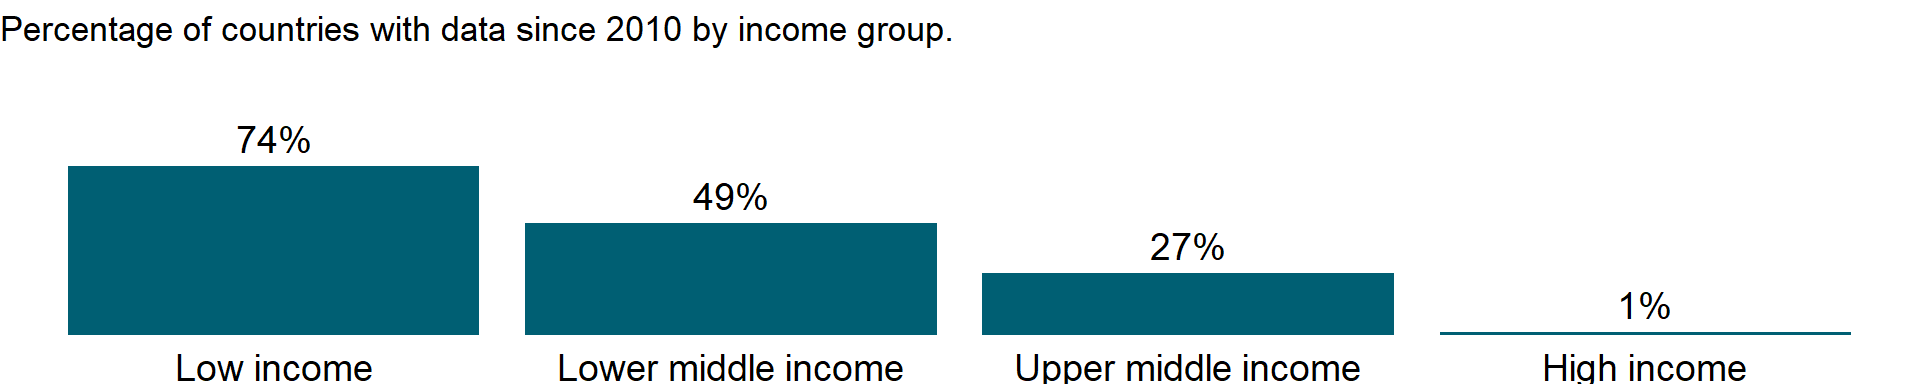 Percentage of countries with data since 2010 by income group.
74%
49%
27%
1%
Low income
Lower middle income
Upper middle income
High income